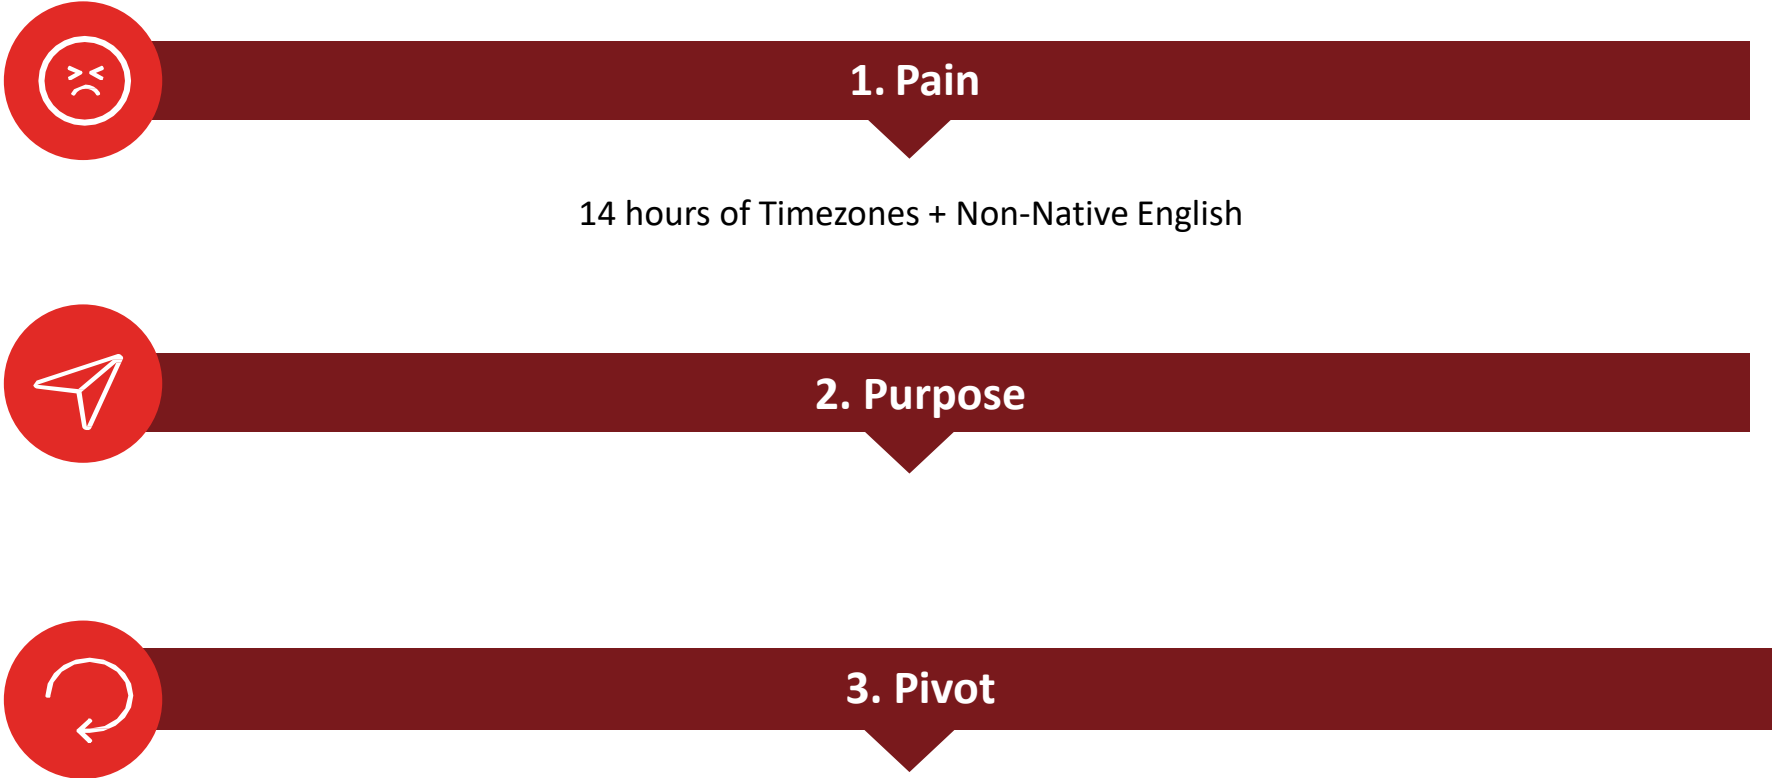 1. Pain
14 hours of Timezones + Non-Native English
2. Purpose
3. Pivot